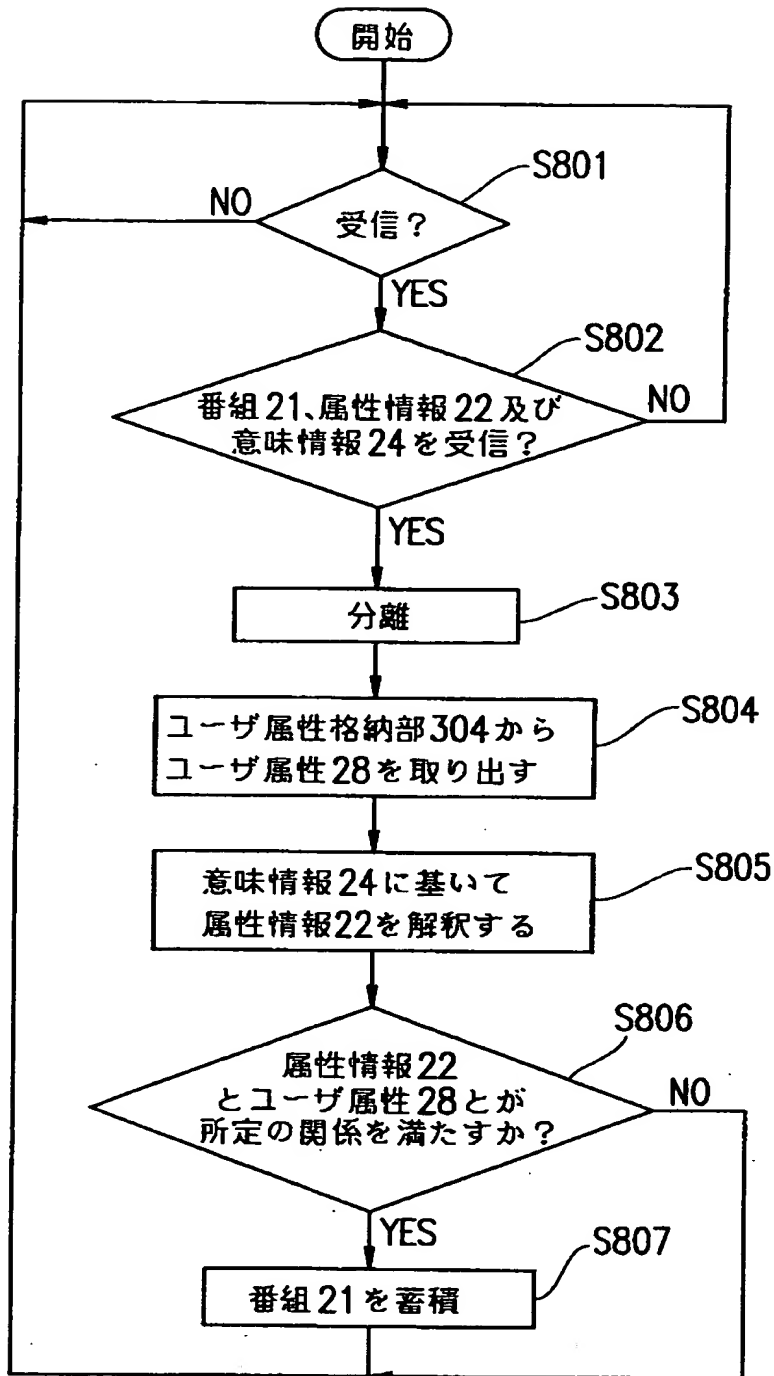 開始
S801
NO
受信?
YES
S802
番組21、属性情報22及び
意味情報24を受信?
NO
YES
S803
分離
S804
ユーザ属性格納部304から
ユーザ属性28を取り出す
S805
意味情報24に基いて
属性情報22を解釈する
S806
属性情報22
とユーザ属性28とが
所定の関係を満たすか?
NO
YES
S807
番組21を蓄積